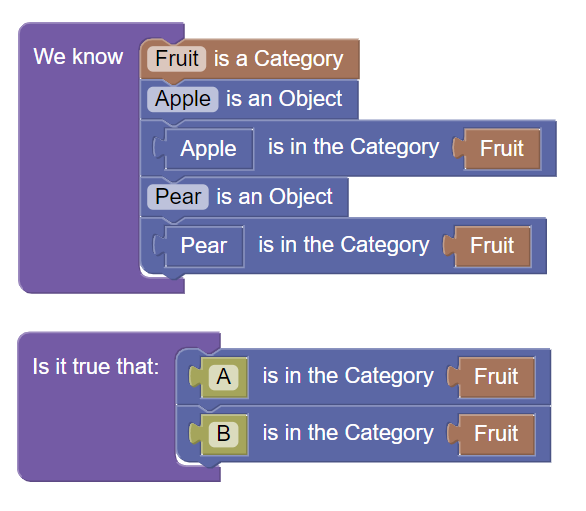 We know
Fruit is a Category
Apple is an Object
Apple is in the Category Fruit
Pear is an Object
Pear is in the Category Fruit
Is it true that:
A is in the Category Fruit
B is in the Category Fruit